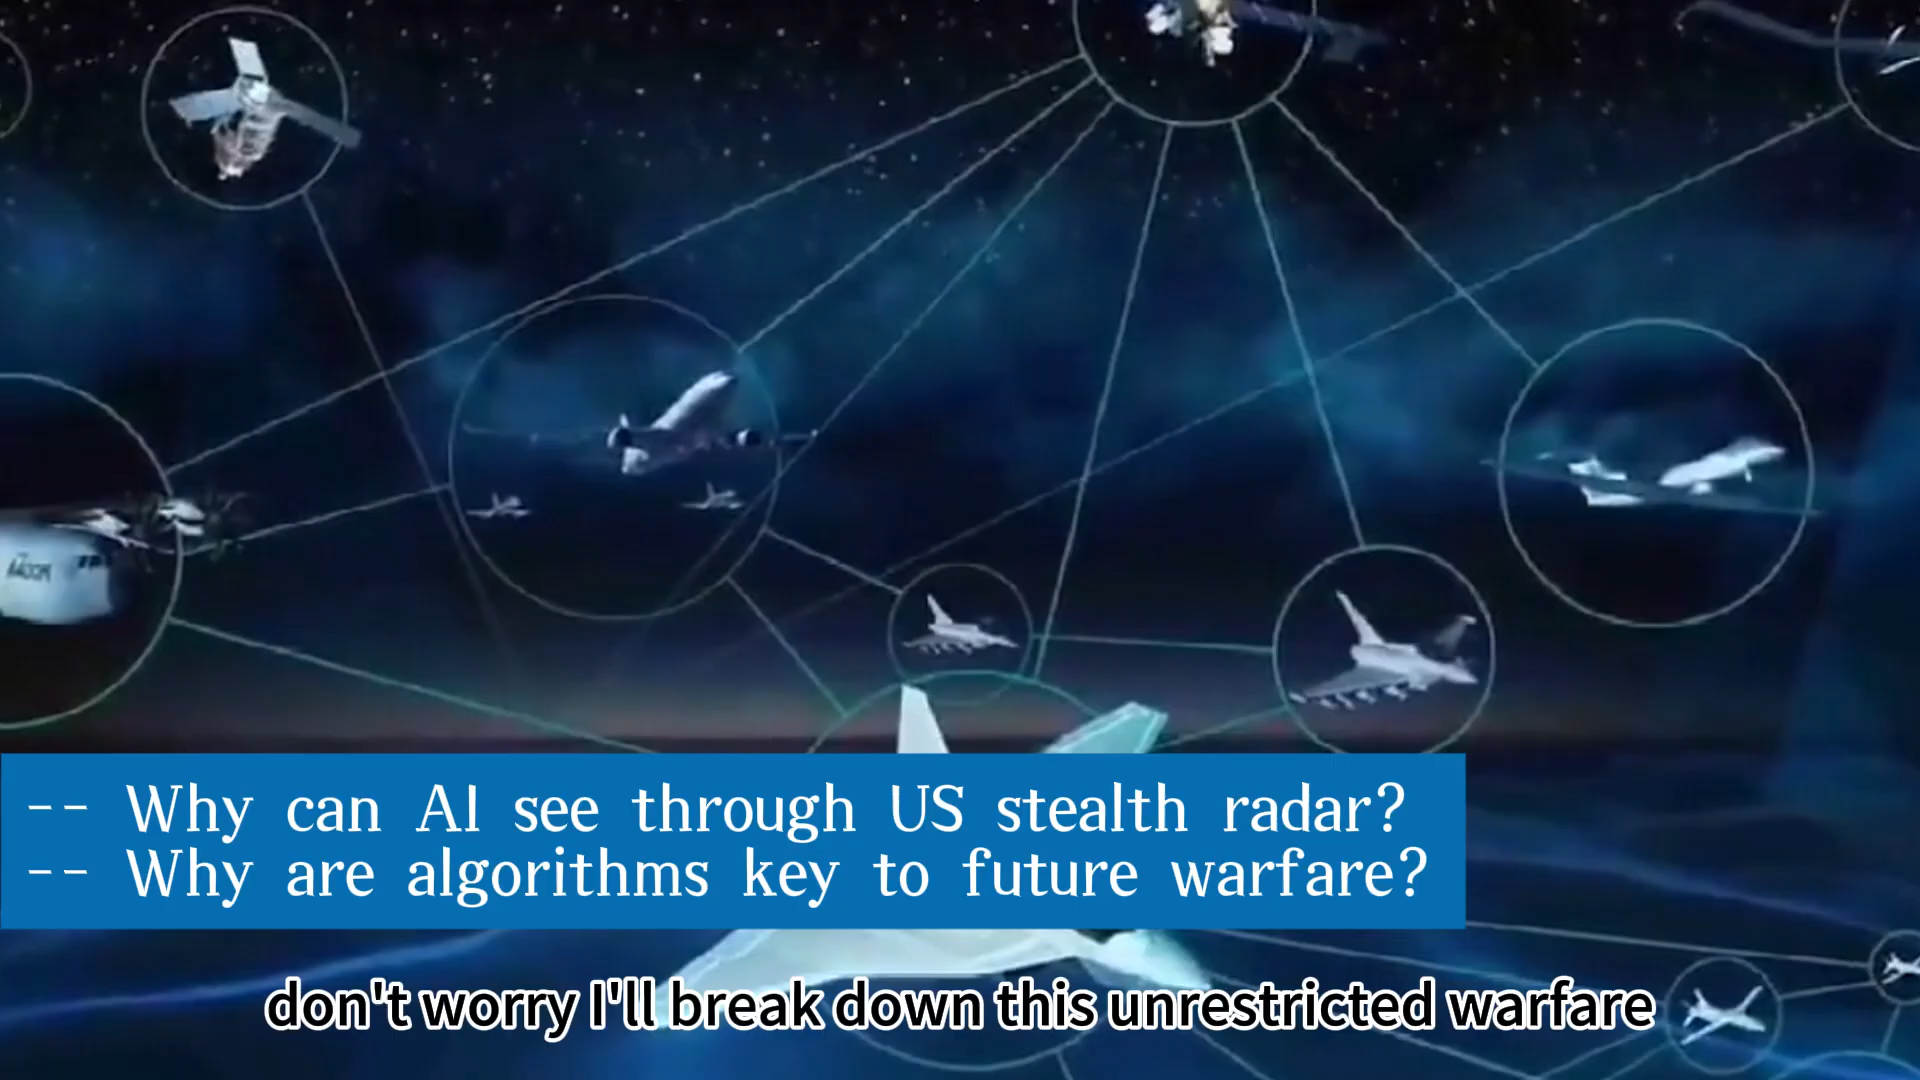 A400M
-- Why can AI see through US stealth radar?
-- Why are algorithms key to future warfare?
don't worry I'll break down this unrestricted warfare